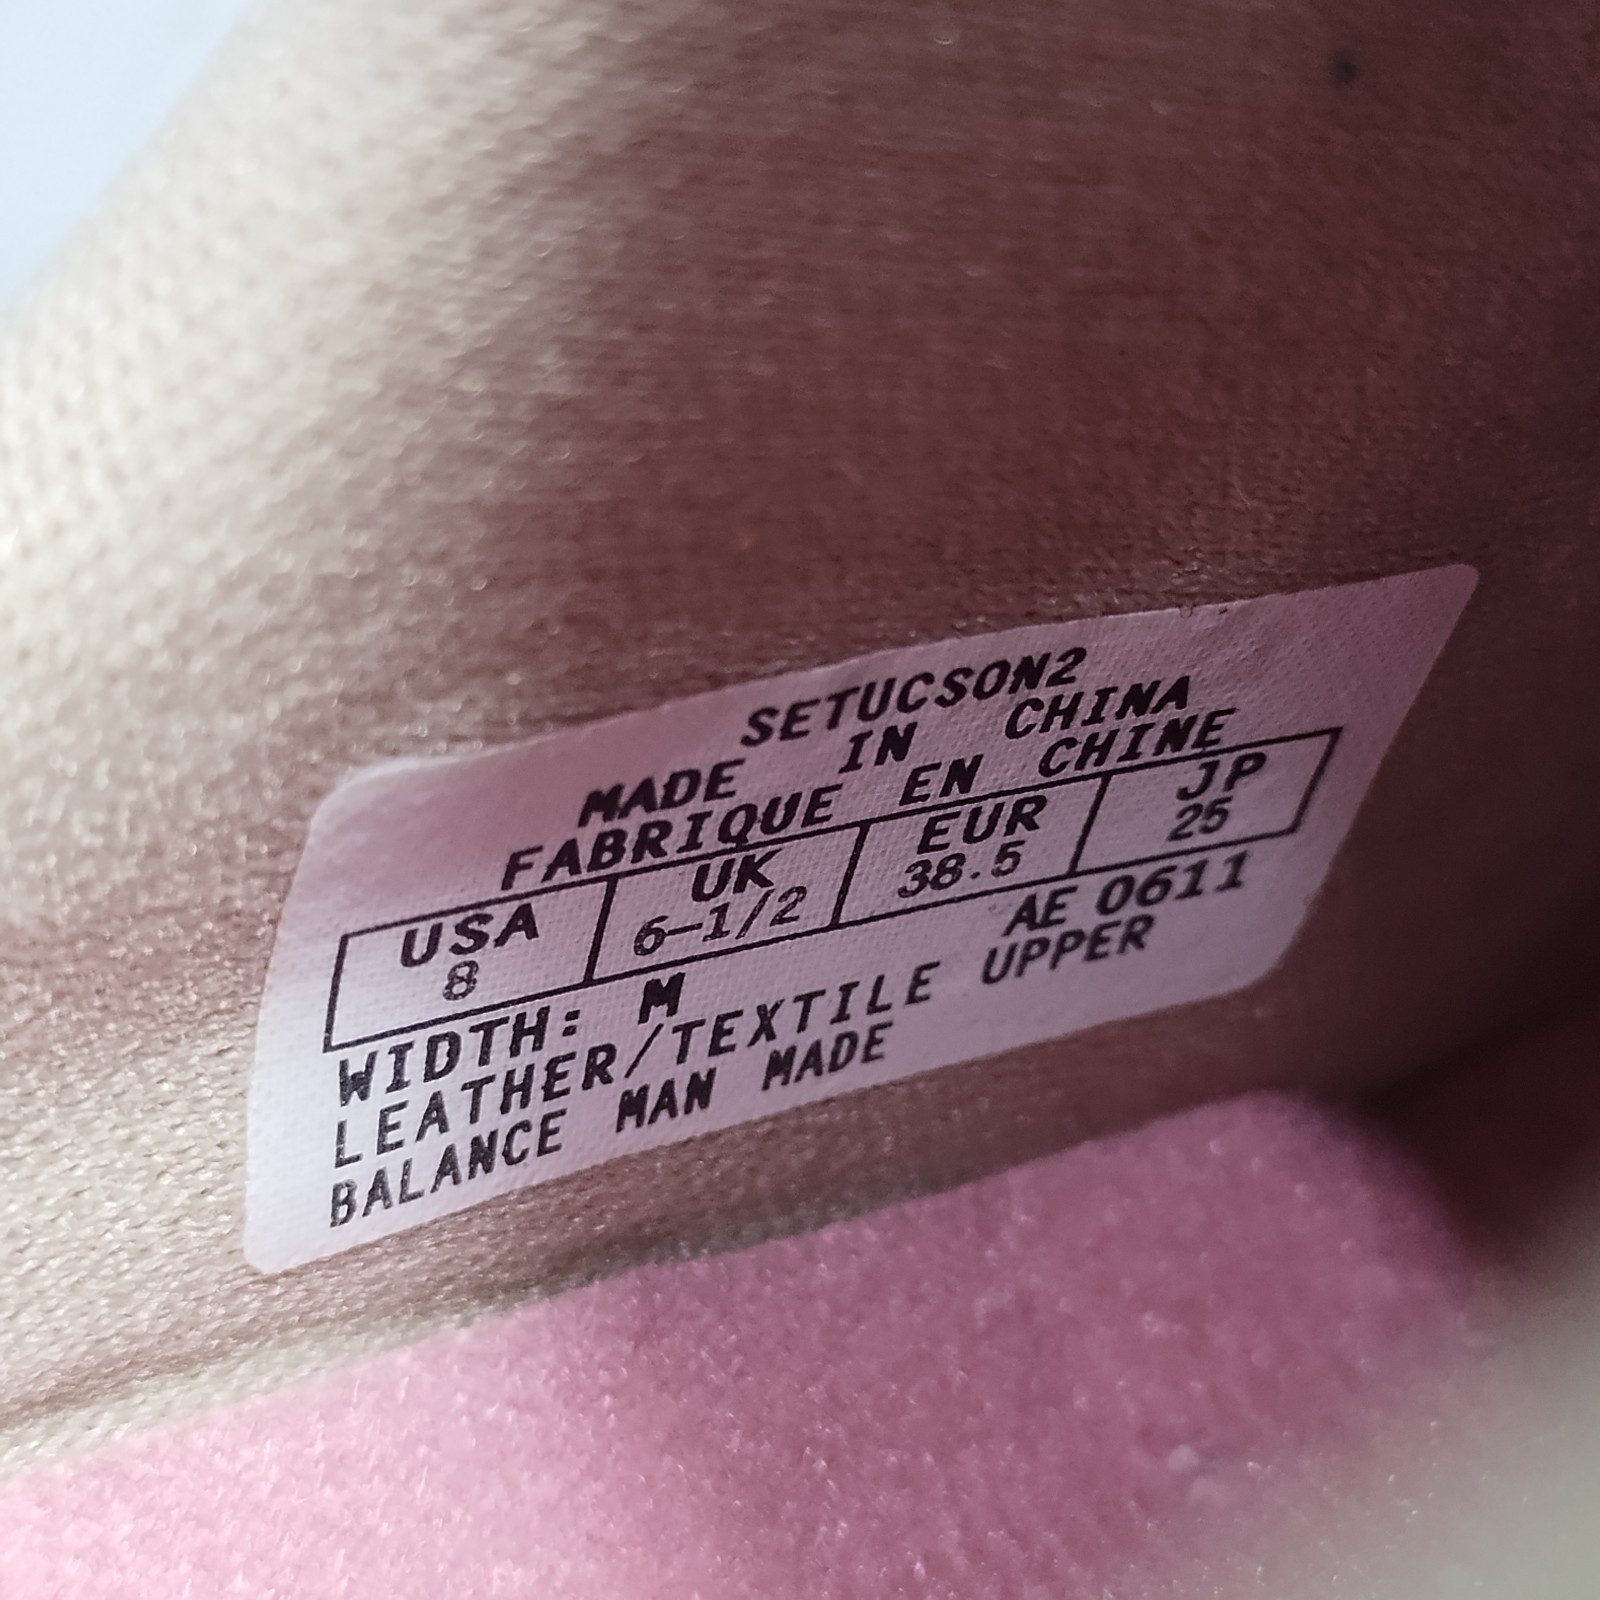 SETUCSON2
MADE IN CHINA
FABRIQUE EN CHINE
USA UK EUR JP
8 6-1/2 38.5 25
WIDTH: M AE 0611
LEATHER/TEXTILE UPPER
BALANCE MAN MADE